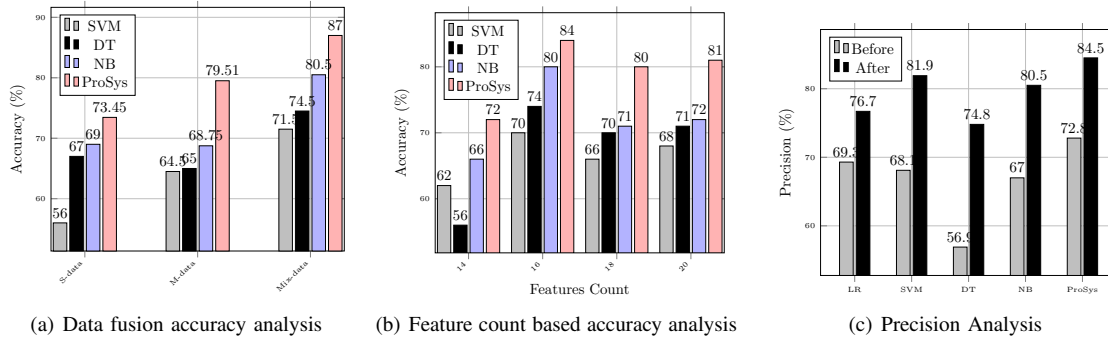 SVM
DT
NB
ProSys
Accuracy (%)
90
80
70
60
56
67
69
73.45
64.5
65
68.75
79.51
71.5
74.5
80.5
87
S-data
M-data
Mix-data
(a) Data fusion accuracy analysis
SVM
DT
NB
ProSys
Accuracy (%)
80
70
60
62
56
66
72
70
74
80
84
66
70
71
80
68
71
72
81
14
16
18
20
Features Count
(b) Feature count based accuracy analysis
Before
After
Precision (%)
80
70
60
69.3
76.7
68.1
81.9
56.9
74.8
67
80.5
72.8
84.5
LR
SVM
DT
NB
ProSys
(c) Precision Analysis